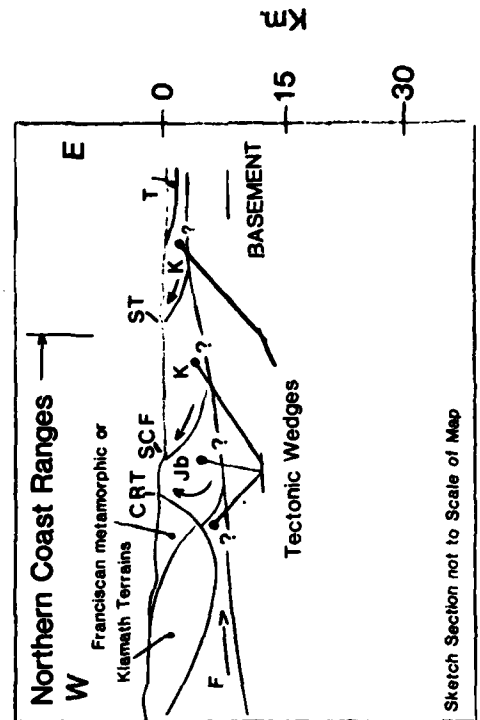 Northern Coast Ranges
W
E
Franciscan metamorphic or
Klamath Terrains
CRT
SCF
ST
Jb
K
K
T
?
?
?
?
F
BASEMENT
Tectonic Wedges
Sketch Section not to Scale of Map
0
15
30
Km.